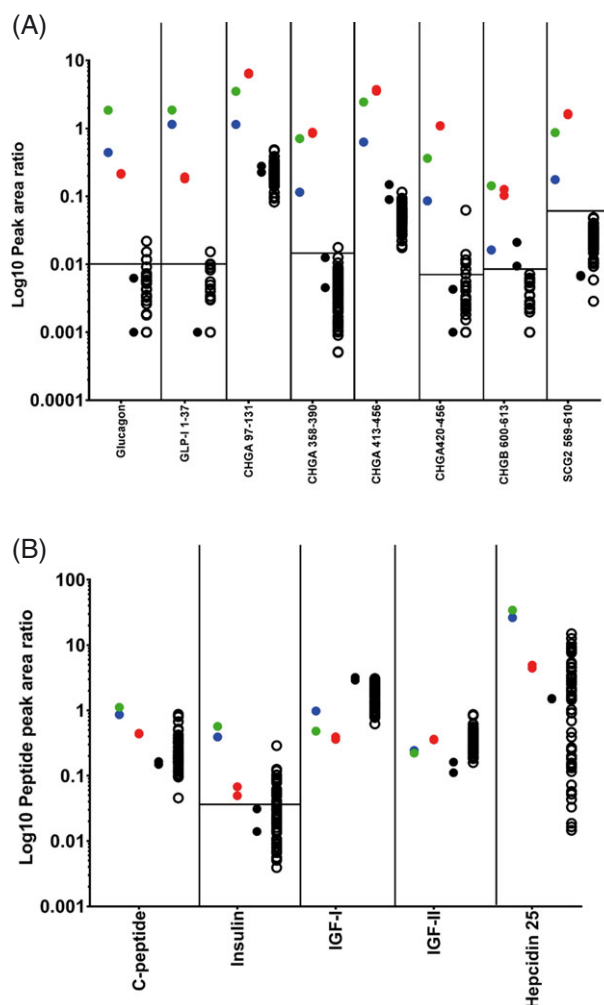 (A)
Log10 Peak area ratio
10
1
0.1
0.01
0.001
0.0001
Glucagon
GLP-I 1-37
CHGA 97-131
CHGA 358-390
CHGA 413-456
CHGA420-456
CHGB 600-613
SCG2 569-610
(B)
Log10 Peptide peak area ratio
100
10
1
0.1
0.01
0.001
C-peptide
Insulin
IGF-I
IGF-II
Hepcidin 25